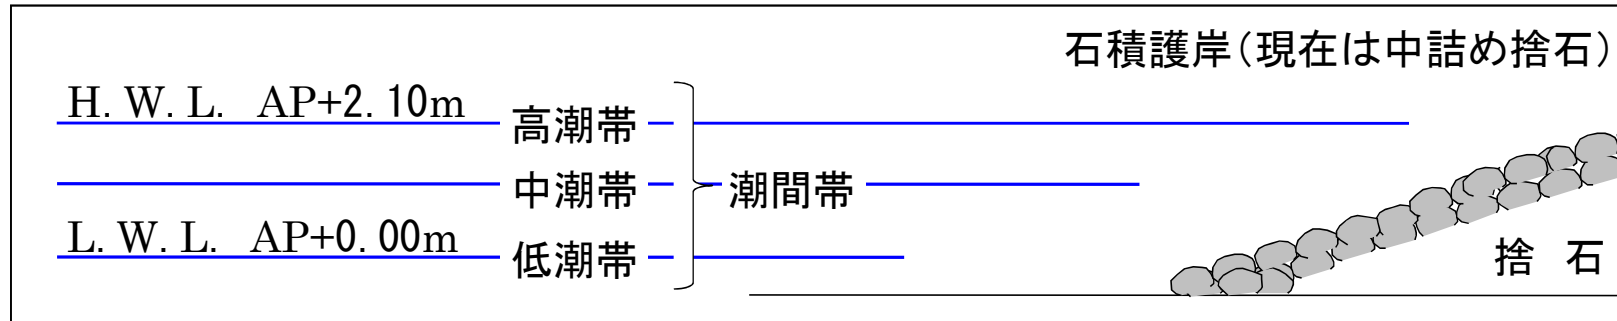 石積護岸(現在は中詰め捨石)
H.W.L. AP+2.10m
高潮帯
中潮帯
潮間帯
L.W.L. AP+0.00m
低潮帯
捨 石